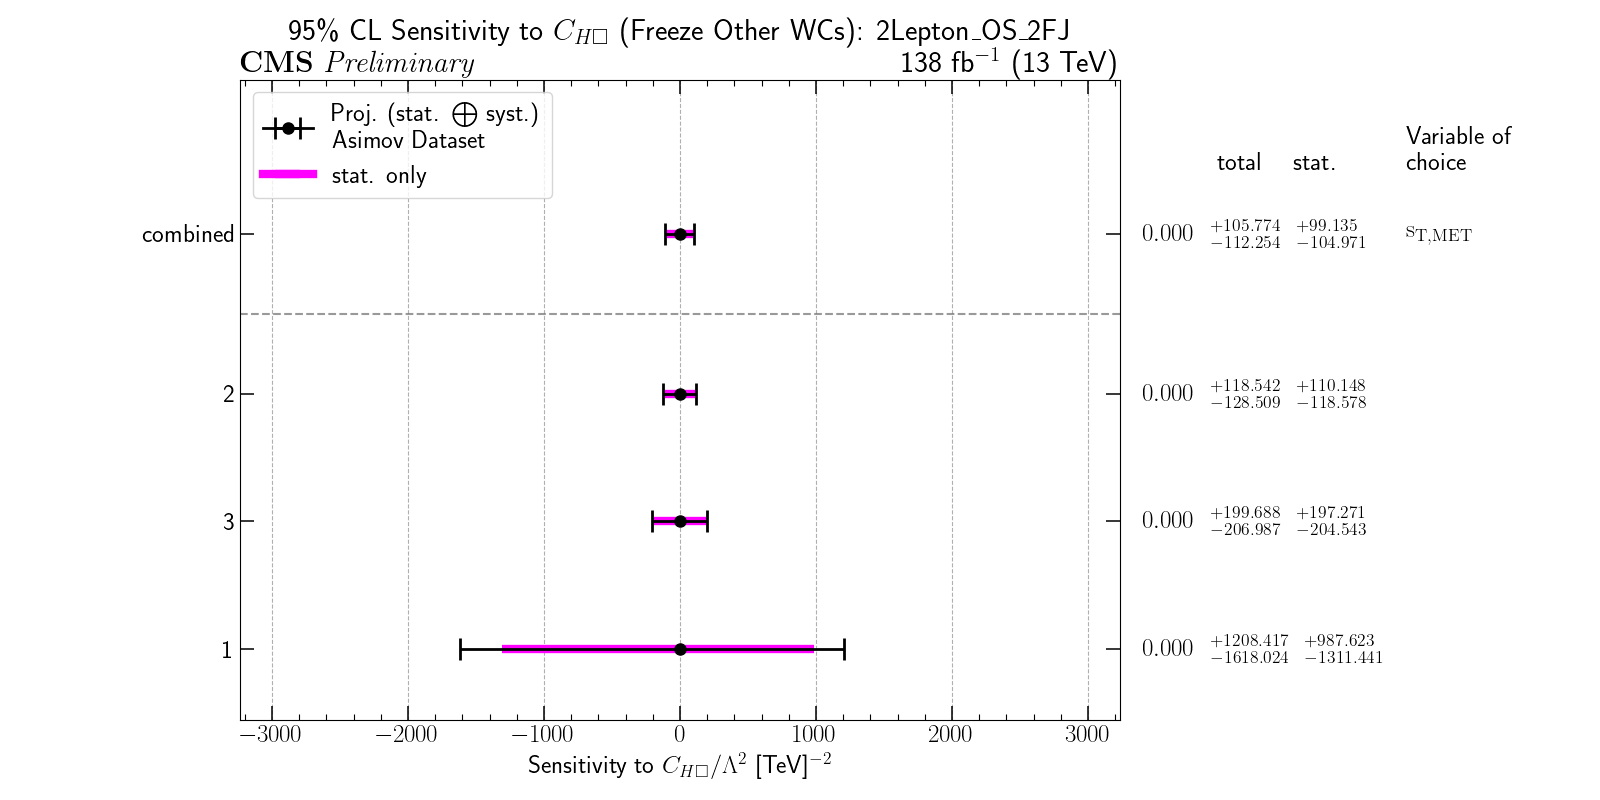 95% CL Sensitivity to C_{H□} (Freeze Other WCs): 2Lepton_OS_2FJ
CMS Preliminary 138 fb⁻¹ (13 TeV)
Proj. (stat. ⨁ syst.)
Asimov Dataset
stat. only
Variable of
total stat. choice
combined 0.000 +105.774 +99.135 s_{T,MET}
−112.254 −104.971
2 0.000 +118.542 +110.148
−128.509 −118.578
3 0.000 +199.688 +197.271
−206.987 −204.543
1 0.000 +1208.417 +987.623
−1618.024 −1311.441
−3000 −2000 −1000 0 1000 2000 3000
Sensitivity to C_{H□}/Λ² [TeV]⁻²